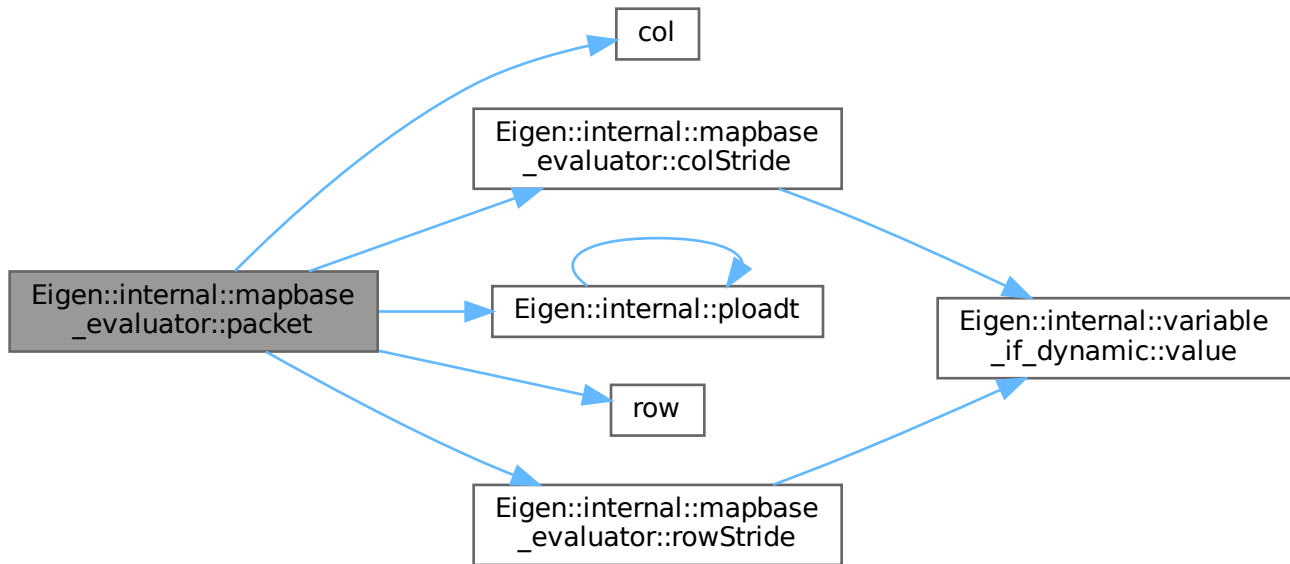 col
Eigen::internal::mapbase
_evaluator::colStride
Eigen::internal::mapbase
_evaluator::packet
Eigen::internal::ploadt
Eigen::internal::variable
_if_dynamic::value
row
Eigen::internal::mapbase
_evaluator::rowStride